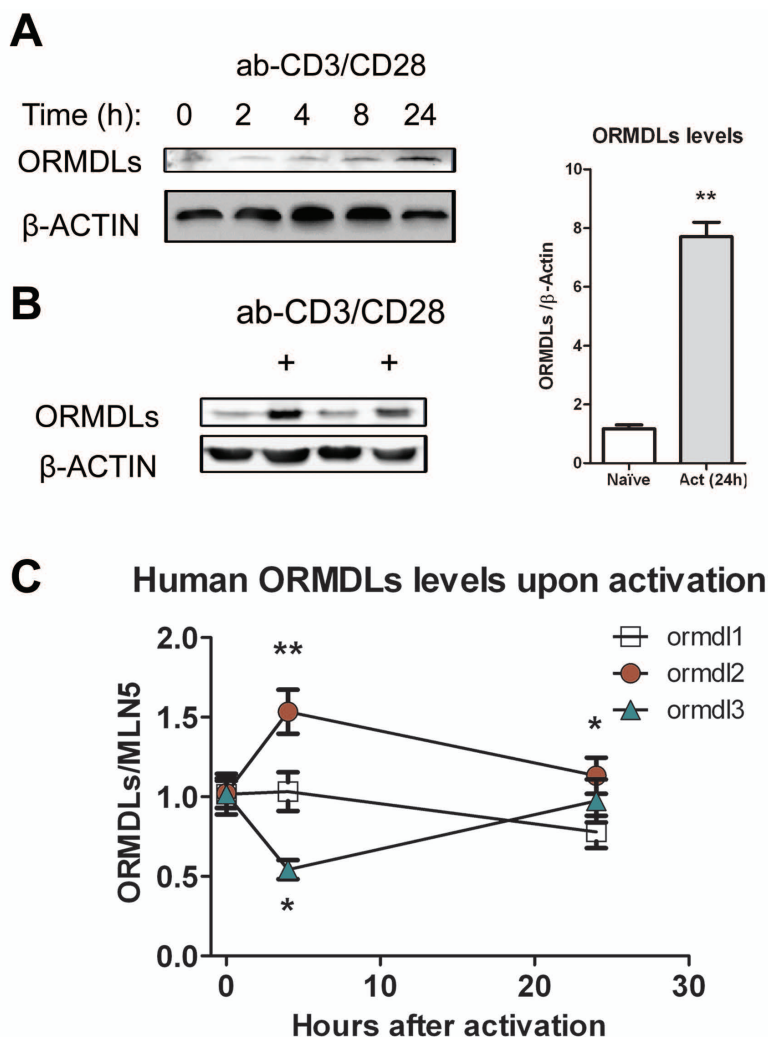 A
ab-CD3/CD28
Time (h): 0 2 4 8 24
ORMDLs
β-ACTIN
ORMDLs levels
10
8
6
4
2
0
**
ORMDLs /β-Actin
Naïve Act (24h)
B
ab-CD3/CD28
+ +
ORMDLs
β-ACTIN
C
Human ORMDLs levels upon activation
2.0
1.5
1.0
0.5
0.0
ORMDLs/MLN5
**
*
*
ormdl1
ormdl2
ormdl3
0 10 20 30
Hours after activation